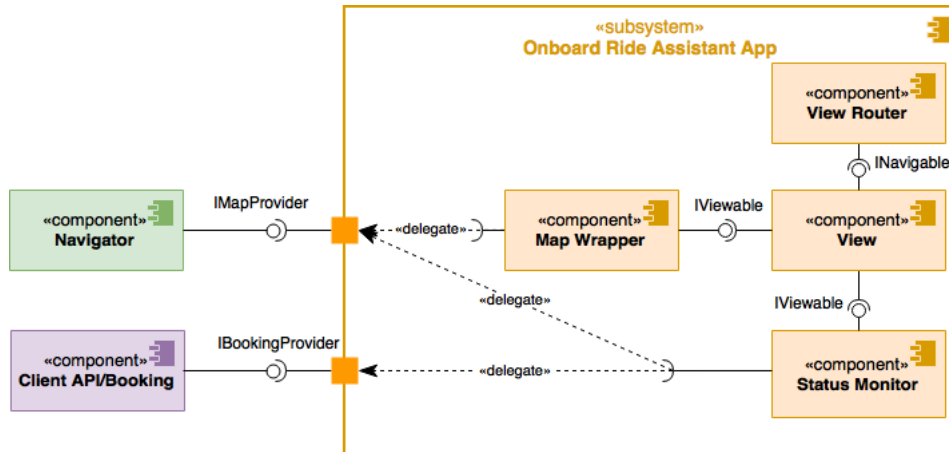 «subsystem»
Onboard Ride Assistant App
«component»
View Router
INavigable
«component»
Navigator
IMapProvider
«delegate»
«component»
Map Wrapper
IViewable
«component»
View
«delegate»
IViewable
«component»
Client API/Booking
IBookingProvider
«delegate»
«component»
Status Monitor